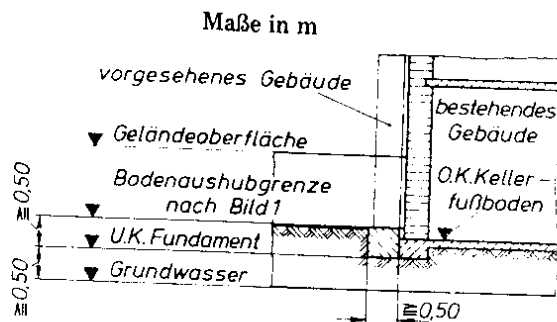 Maße in m
vorgesehenes Gebäude
Geländeoberfläche
bestehendes
Gebäude
Bodenaushubgrenze
nach Bild 1
O.K.Keller-
fußboden
≧0,50
U.K.Fundament
Grundwasser
≧0,50
≧0,50